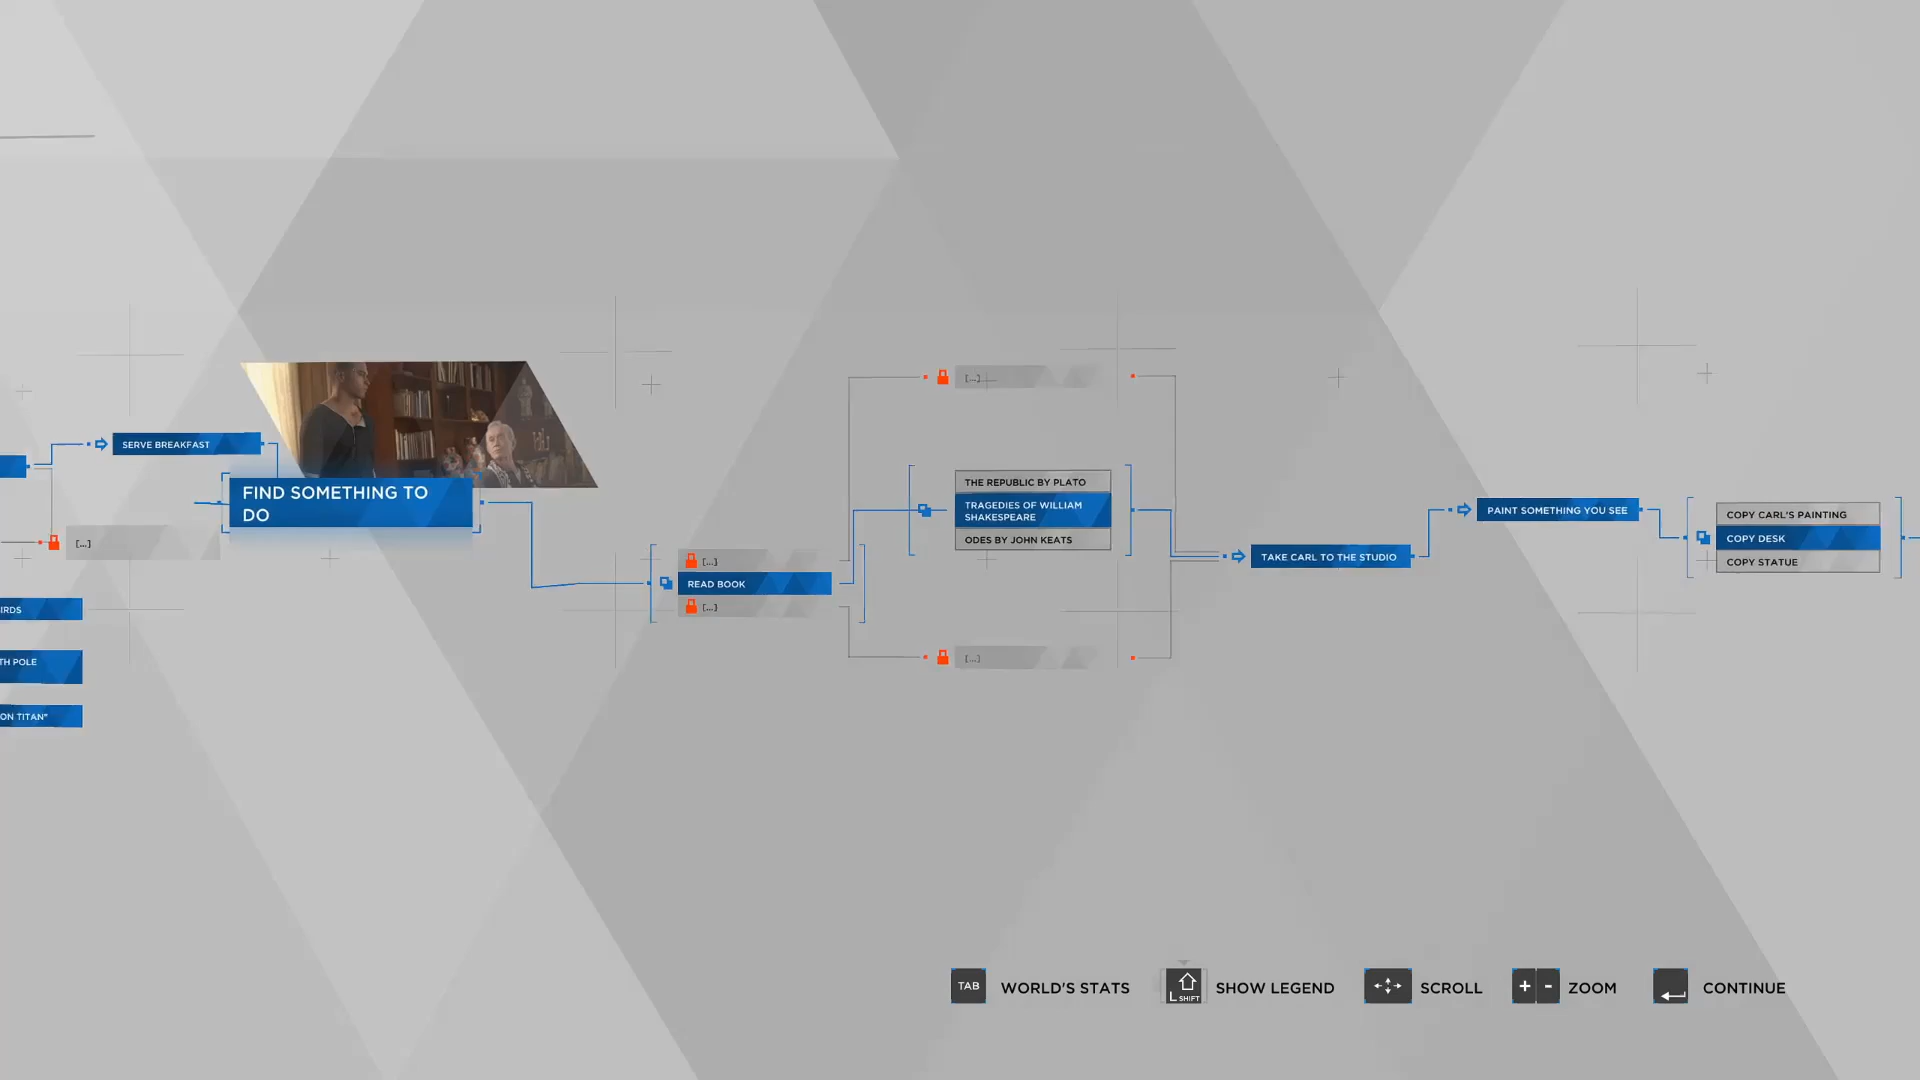 SERVE BREAKFAST
FIND SOMETHING TO
DO
[...]
IRDS
TH POLE
ON TITAN"
[...]
READ BOOK
[...]
[...]
THE REPUBLIC BY PLATO
TRAGEDIES OF WILLIAM
SHAKESPEARE
ODES BY JOHN KEATS
[...]
TAKE CARL TO THE STUDIO
PAINT SOMETHING YOU SEE
COPY CARL'S PAINTING
COPY DESK
COPY STATUE
TAB WORLD'S STATS
L SHIFT SHOW LEGEND
SCROLL
+ - ZOOM
CONTINUE